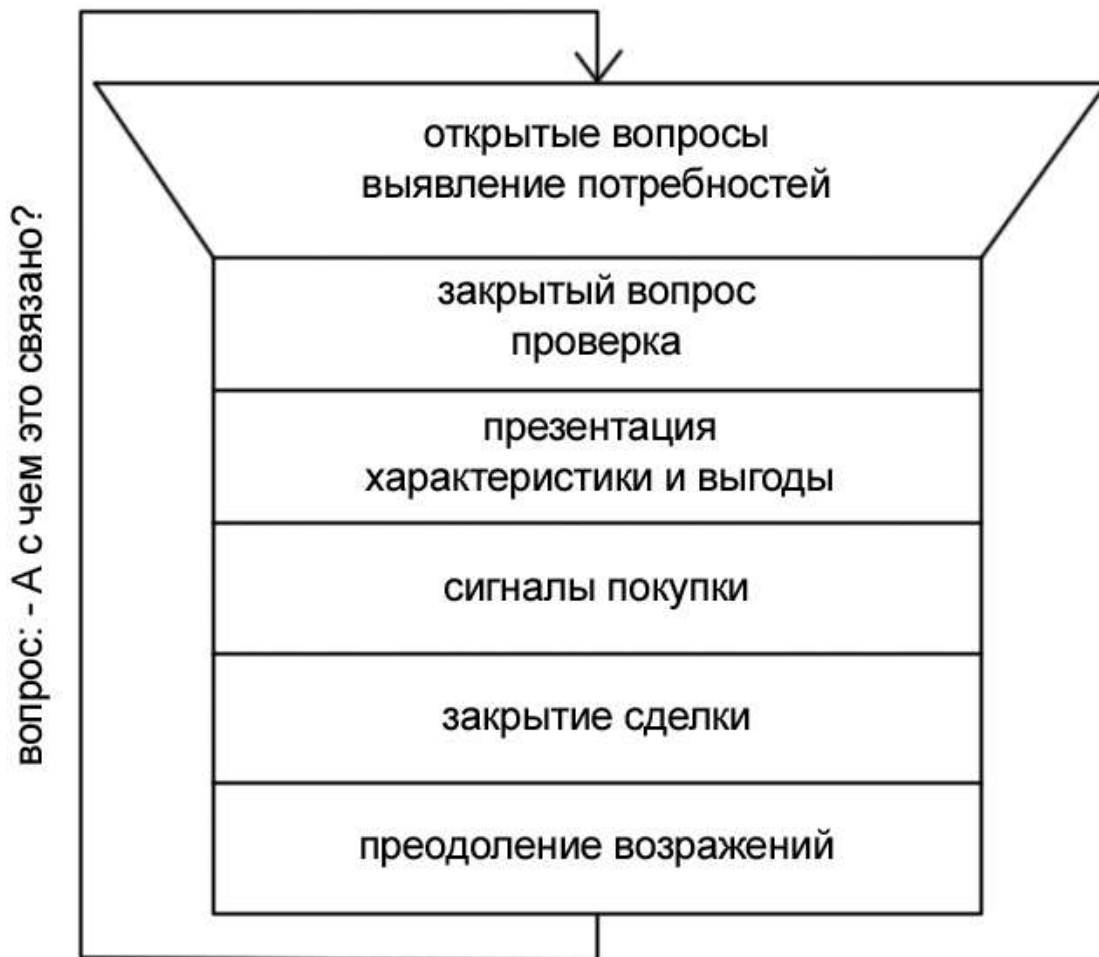 открытые вопросы
выявление потребностей
закрытый вопрос
проверка
презентация
характеристики и выгоды
сигналы покупки
закрытие сделки
преодоление возражений
вопрос: - А с чем это связано?